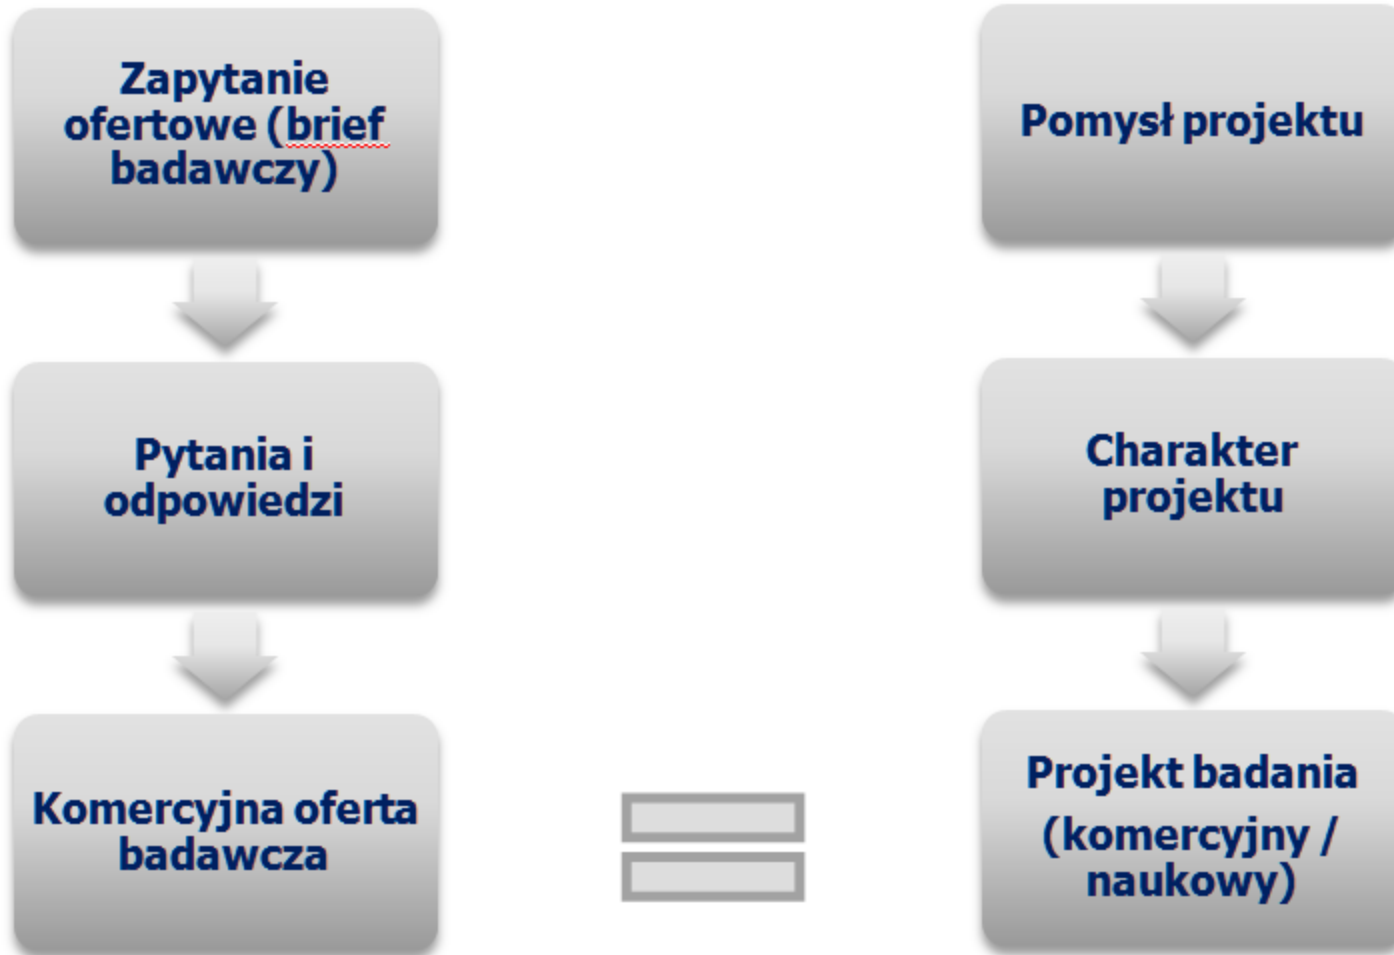 Zapytanie
ofertowe (brief
badawczy)
Pytania i
odpowiedzi
Komercyjna oferta
badawcza
Pomysł projektu
Charakter
projektu
Projekt badania
(komercyjny /
naukowy)